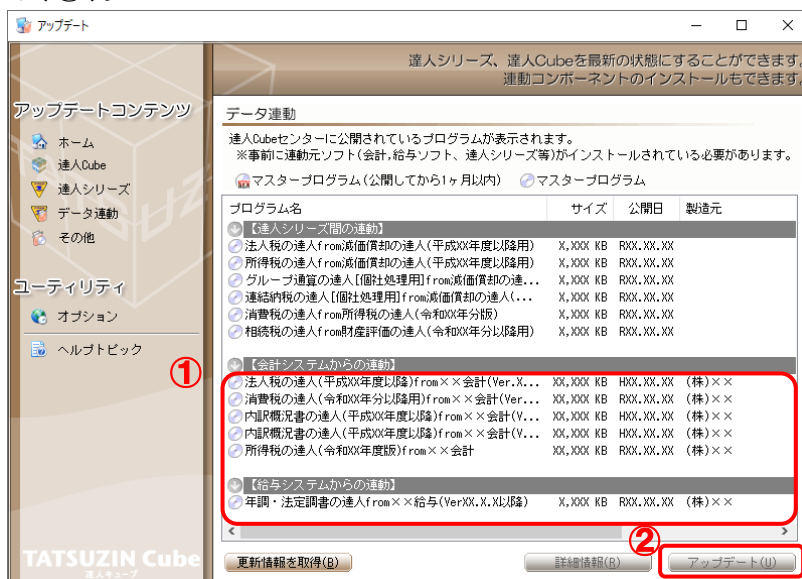 アップデート
達人シリーズ、達人Cubeを最新の状態にすることができます。
連動コンポーネントのインストールもできます。
アップデートコンテンツ
ホーム
達人Cube
達人シリーズ
データ連動
その他
ユーティリティ
オプション
ヘルプトピック
データ連動
達人Cubeセンターに公開されているプログラムが表示されます。
※事前に連動元ソフト(会計,給与ソフト、達人シリーズ等)がインストールされている必要があります。
マスタープログラム(公開してから1ヶ月以内) マスタープログラム
プログラム名 サイズ 公開日 製造元
【達人シリーズ間の連動】
法人税の達人from減価償却の達人(平成XX年度以降用) X,XXX KB RXX.XX.XX
所得税の達人from減価償却の達人(平成XX年度以降用) X,XXX KB RXX.XX.XX
グループ通算の達人[個社処理用]from減価償却の達... X,XXX KB RXX.XX.XX
連結納税の達人[個社処理用]from減価償却の達人(... X,XXX KB RXX.XX.XX
消費税の達人from所得税の達人(令和XX年分版) X,XXX KB RXX.XX.XX
相続税の達人from財産評価の達人(令和XX年分以降用) X,XXX KB RXX.XX.XX
①
【会計システムからの連動】
法人税の達人(平成XX年度以降)from××会計(Ver.X... XX,XXX KB HXX.XX.XX (株)××
消費税の達人(令和XX年分以降用)from××会計(Ver... XX,XXX KB RXX.XX.XX (株)××
内訳概況書の達人(平成XX年度以降)from××会計(V... XX,XXX KB HXX.XX.XX (株)××
内訳概況書の達人(平成XX年度以降)from××会計(V... XX,XXX KB RXX.XX.XX (株)××
所得税の達人(令和XX年度版)from××会計 XX,XXX KB RXX.XX.XX (株)××
【給与システムからの連動】
年調・法定調書の達人from××給与(VerXX.X.X以降) X,XXX KB RXX.XX.XX (株)××
②
更新情報を取得(B) 詳細情報(R) アップデート(U)
TATSUZIN Cube
達人キューブ